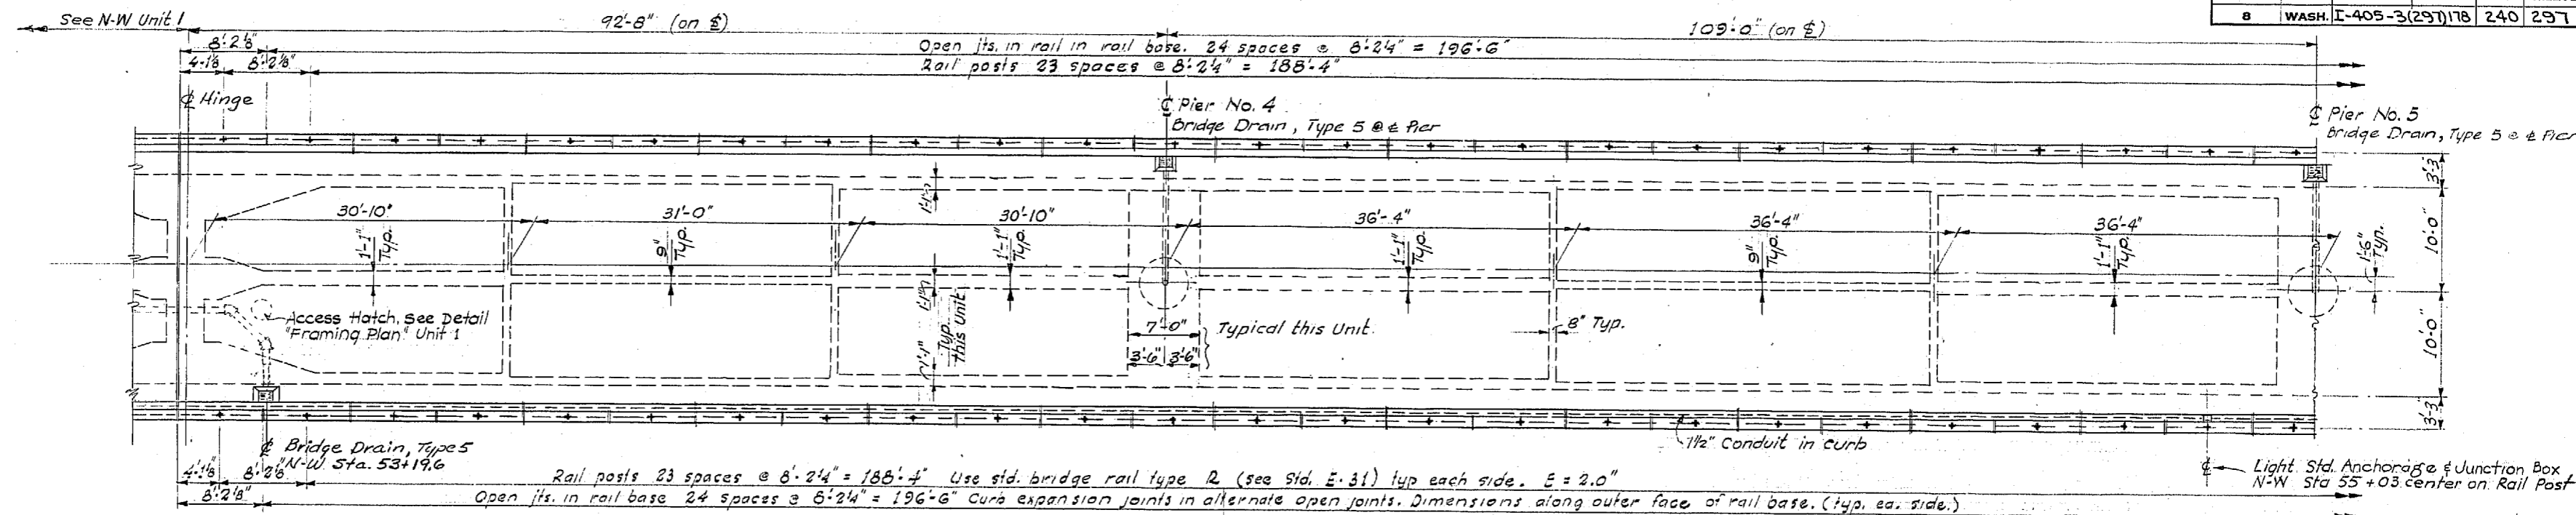 8 WASH. I-405-3(297)178 240 297
See N-W Unit 1
92'-8" (on ℄)
109'-0" (on ℄)
8'-2⅛"
Open jts. in rail in rail base. 24 spaces @ 8'-2¼" = 196'-6"
4'-1⅛ 8'-2⅛"
Rail posts 23 spaces @ 8'-2¼" = 188'-4"
℄ Hinge
℄ Pier No. 4
Bridge Drain, Type 5 @ ℄ Pier
℄ Pier No. 5
Bridge Drain, Type 5 @ ℄ Pier
3'-3
30'-10"
31'-0"
1'-1"
30'-10"
36'-4"
36'-4"
36'-4"
10'-0"
1'-1" Typ.
9" Typ.
1'-1" Typ.
1'-1" Typ.
9" Typ.
1'-1" Typ.
1'-6" Typ.
1'-1"
Access Hatch, See Detail
"Framing Plan" Unit 1
1'-1" Typ. this Unit
7'-0"
3'-6" 3'-6"
Typical this Unit.
8" Typ.
10'-0"
3'-3
1½" Conduit in curb
℄ Bridge Drain, Type 5
N-W Sta. 53+19.6
4'-1⅛ 8'-2⅛"
Rail posts 23 spaces @ 8'-2¼" = 188'-4" Use std. bridge rail type R (see Std. E-31) typ each side. E = 2.0"
℄ Light Std. Anchorage & Junction Box,
N-W Sta 55+03 center on Rail Post
8'-2⅛"
Open jts. in rail base 24 spaces @ 8'-2¼" = 196'-6" Curb expansion joints in alternate open joints. Dimensions along outer face of rail base. (typ. ea. side.)